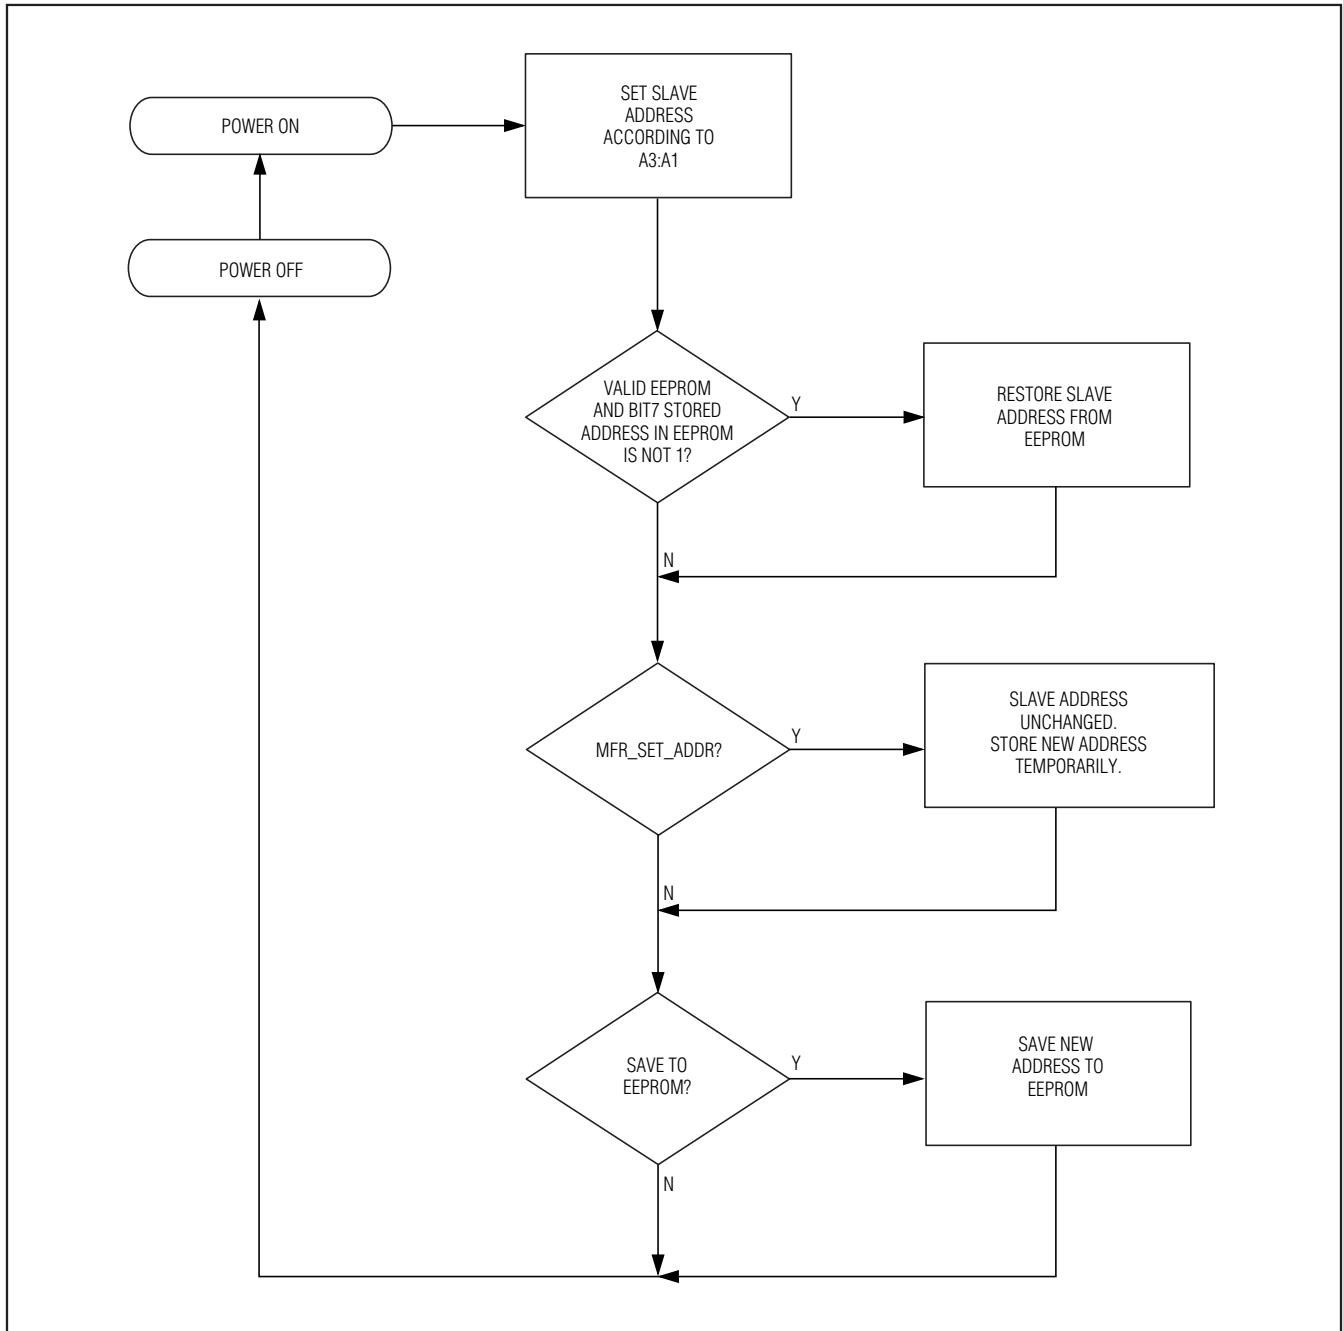 POWER ON
SET SLAVE
ADDRESS
ACCORDING TO
A3:A1
POWER OFF
VALID EEPROM
AND BIT7 STORED
ADDRESS IN EEPROM
IS NOT 1?
Y
RESTORE SLAVE
ADDRESS FROM
EEPROM
N
MFR_SET_ADDR?
Y
SLAVE ADDRESS
UNCHANGED.
STORE NEW ADDRESS
TEMPORARILY.
N
SAVE TO
EEPROM?
Y
SAVE NEW
ADDRESS TO
EEPROM
N